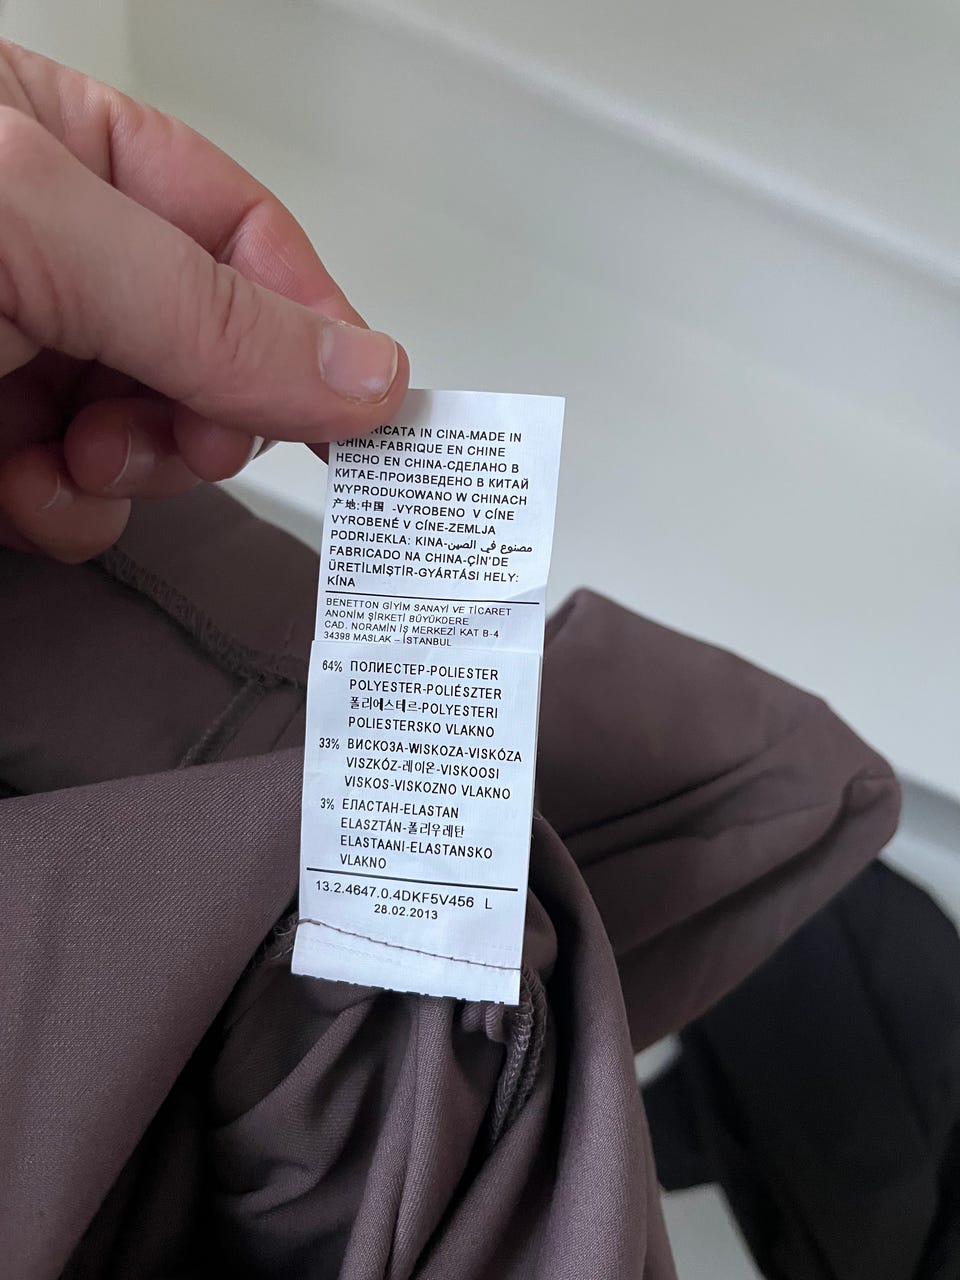 IN CINA-MADE IN
CHINA-FABRIQUE EN CHINE
HECHO EN CHINA-СДЕЛАНО В
КИТАЕ-ПРОИЗВЕДЕНО В КИТАЙ
WYPRODUKOWANO W CHINACH
产地:中国 -VYROBENO V CÍNE
VYROBENÉ V CÍNE-ZEMLJA
PODRIJEKLA: KINA-مصنوع في الصين
FABRICADO NA CHINA-ÇİN'DE
ÜRETİLMİŞTİR-GYÁRTÁSI HELY:
KÍNA
BENETTON GİYİM SANAYİ VE TİCARET
ANONİM ŞİRKETİ BÜYÜKDERE
CAD. NORAMİN İŞ MERKEZİ KAT B-4
34398 MASLAK – İSTANBUL
64% ПОЛИЕСТЕР-POLIESTER
POLYESTER-POLIÉSZTER
폴리에스테르-POLYESTERI
POLIESTERSKO VLAKNO
33% ВИСКОЗА-WISKOZA-VISKÓZA
VISZKÓZ-레이온-VISKOOSI
VISKOS-VISKOZNO VLAKNO
3% ЕЛАСТАН-ELASTAN
ELASZTÁN-폴리우레탄
ELASTAANI-ELASTANSKO
VLAKNO
13.2.4647.0.4DKF5V456 L
28.02.2013